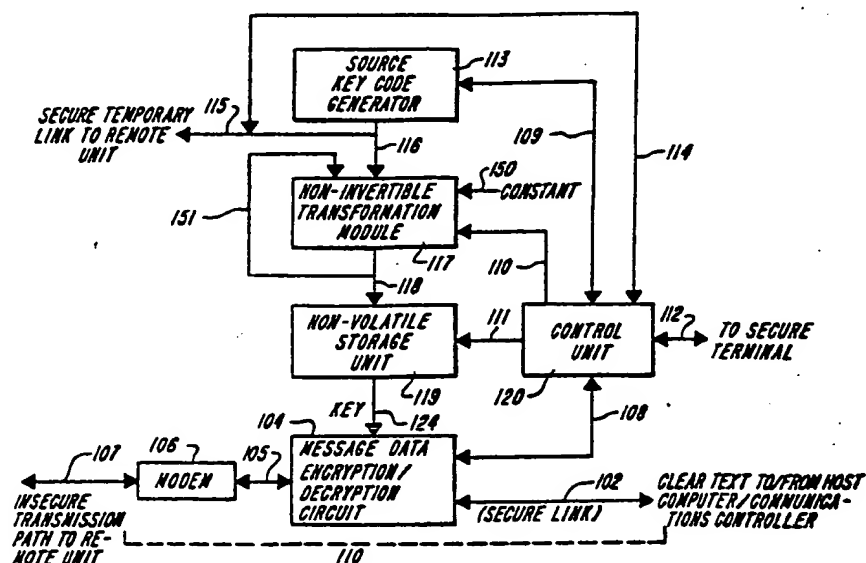 SOURCE
KEY CODE
GENERATOR
113
SECURE TEMPORARY
LINK TO REMOTE
UNIT
115
116
109
114
151
NON-INVERTIBLE
TRANSFORMATION
MODULE
117
150
CONSTANT
110
118
NON-VOLATILE
STORAGE
UNIT
119
111
CONTROL
UNIT
120
112
TO SECURE
TERMINAL
KEY
124
108
104
MESSAGE DATA
ENCRYPTION/
DECRYPTION
CIRCUIT
107
106
MODEM
105
INSECURE
TRANSMISSION
PATH TO RE-
MOTE UNIT
102
(SECURE LINK)
CLEAR TEXT TO/FROM HOST
COMPUTER/COMMUNICA-
TIONS CONTROLLER
110